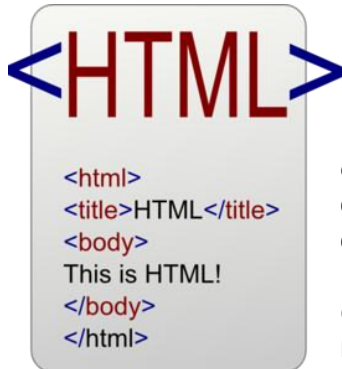 <HTML>
<html>
<title>HTML</title>
<body>
This is HTML!
</body>
</html>